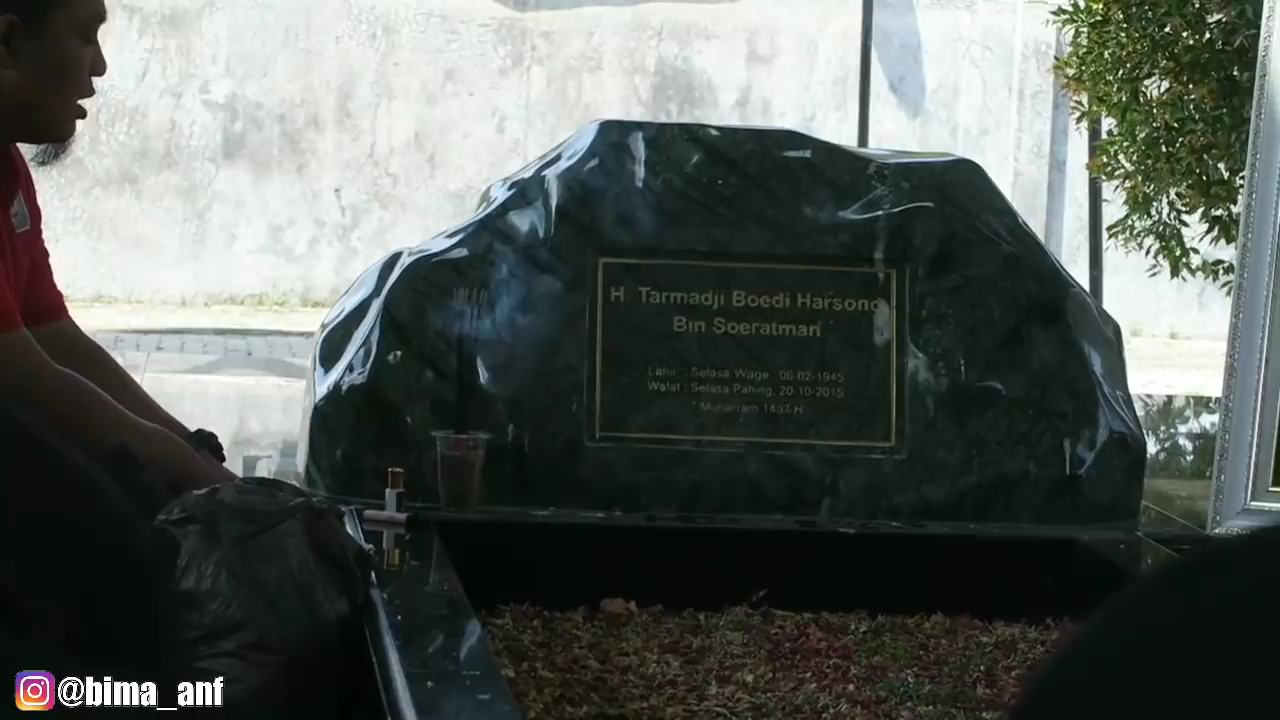 H Tarmadji Boedi Harsono
Bin Soeratman
Lahir : Selasa Wage 06-02-1945
Wafat : Selasa Pahing, 20-10-2015
7 Muharram 1437 H
@bima_anf